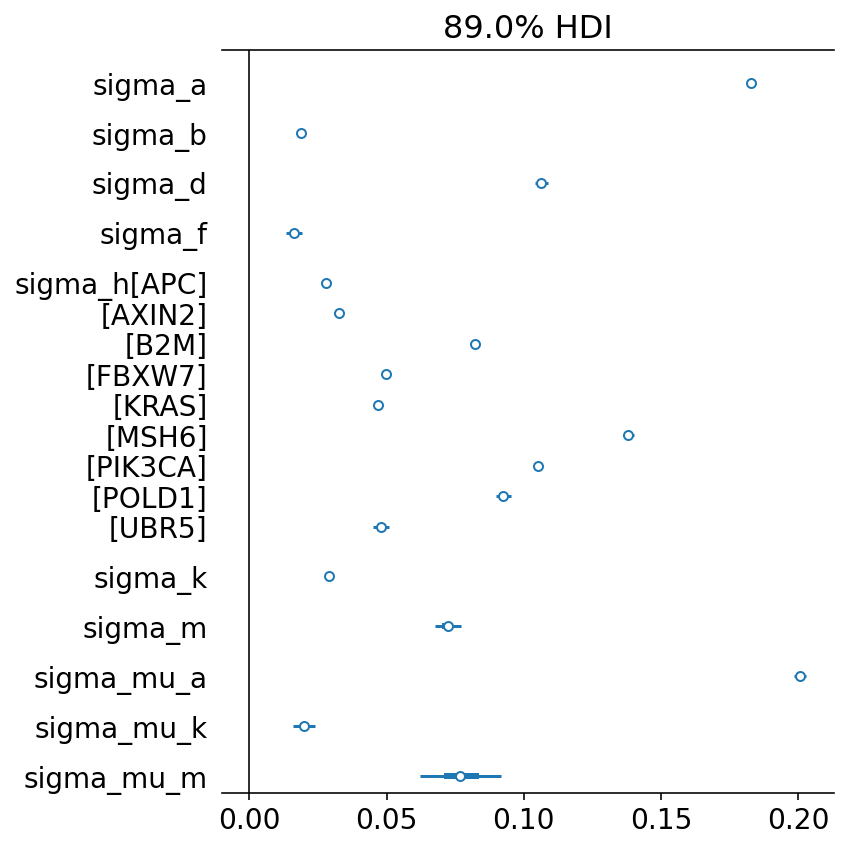 89.0% HDI
sigma_a
sigma_b
sigma_d
sigma_f
sigma_h[APC]
[AXIN2]
[B2M]
[FBXW7]
[KRAS]
[MSH6]
[PIK3CA]
[POLD1]
[UBR5]
sigma_k
sigma_m
sigma_mu_a
sigma_mu_k
sigma_mu_m
0.00 0.05 0.10 0.15 0.20